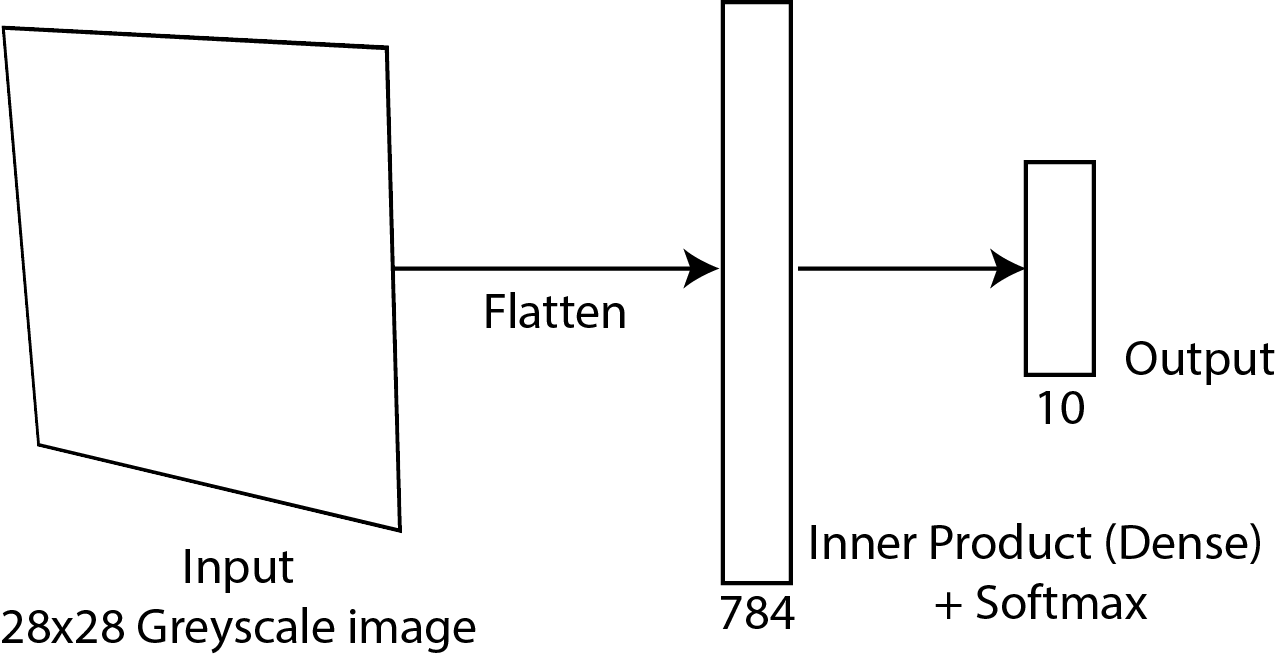 Flatten
Output
10
Inner Product (Dense)
+ Softmax
Input
28x28 Greyscale image
784